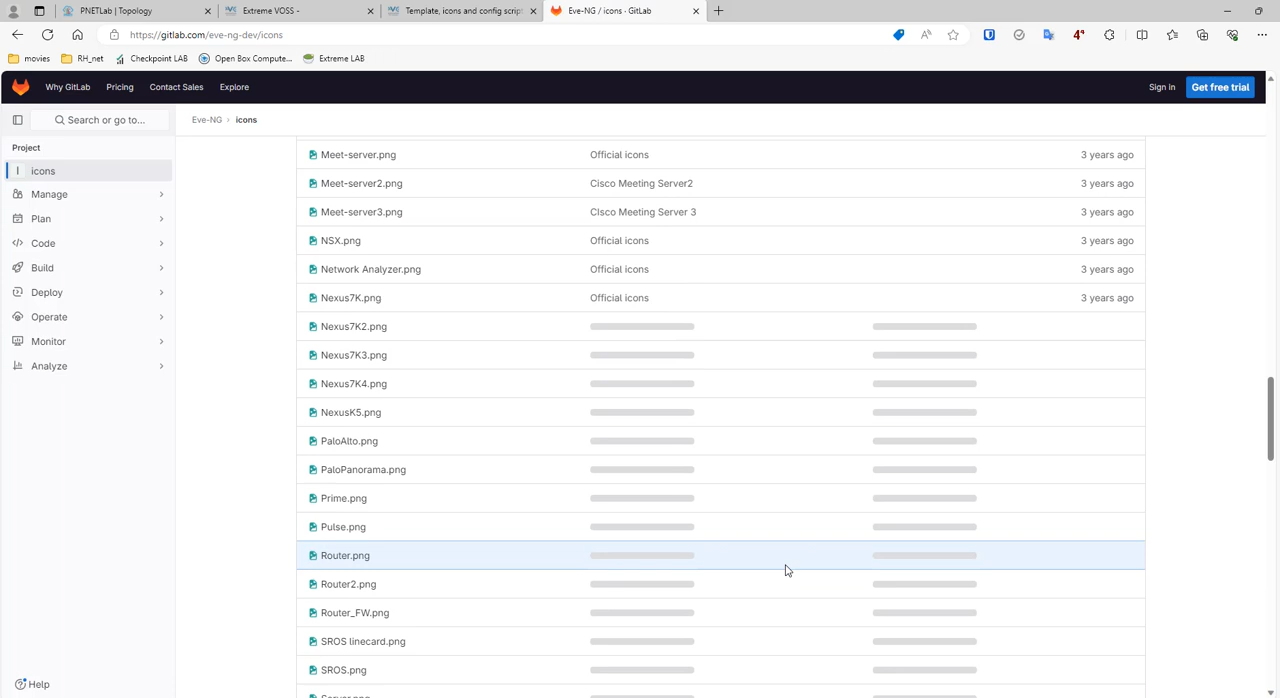 PNETLab | Topology
Extreme VOSS -
Template, icons and config script
Eve-NG / icons · GitLab
https://gitlab.com/eve-ng-dev/icons
movies
RH_net
Checkpoint LAB
Open Box Compute...
Extreme LAB
Why GitLab
Pricing
Contact Sales
Explore
Sign in
Get free trial
Search or go to...
Eve-NG › icons
Project
I icons
Manage
Plan
Code
Build
Deploy
Operate
Monitor
Analyze
Help
Meet-server.png Official icons 3 years ago
Meet-server2.png Cisco Meeting Server2 3 years ago
Meet-server3.png CIsco Meeting Server 3 3 years ago
NSX.png Official icons 3 years ago
Network Analyzer.png Official icons 3 years ago
Nexus7K.png Official icons 3 years ago
Nexus7K2.png
Nexus7K3.png
Nexus7K4.png
NexusK5.png
PaloAlto.png
PaloPanorama.png
Prime.png
Pulse.png
Router.png
Router2.png
Router_FW.png
SROS linecard.png
SROS.png